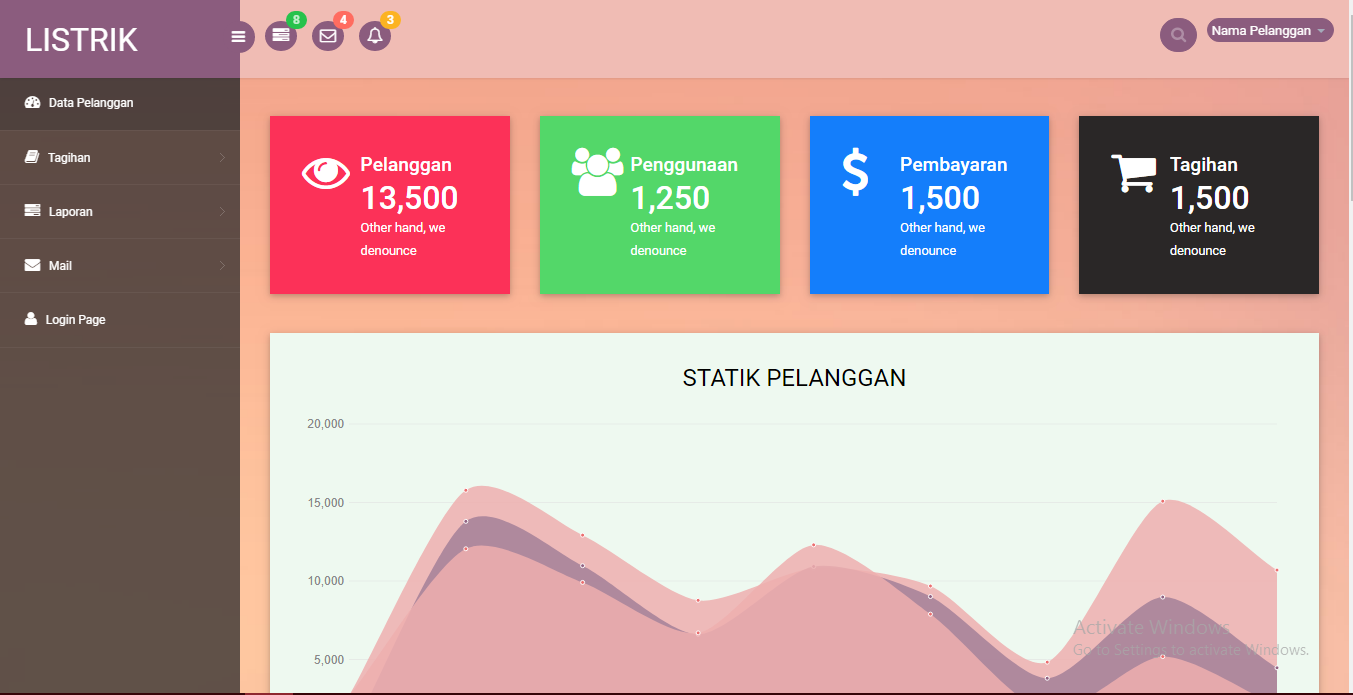 LISTRIK
8
4
3
Nama Pelanggan
Data Pelanggan
Tagihan
Laporan
Mail
Login Page
Pelanggan
13,500
Other hand, we
denounce
Penggunaan
1,250
Other hand, we
denounce
Pembayaran
1,500
Other hand, we
denounce
Tagihan
1,500
Other hand, we
denounce
STATIK PELANGGAN
20,000
15,000
10,000
5,000
Activate Windows
Go to Settings to activate Windows.